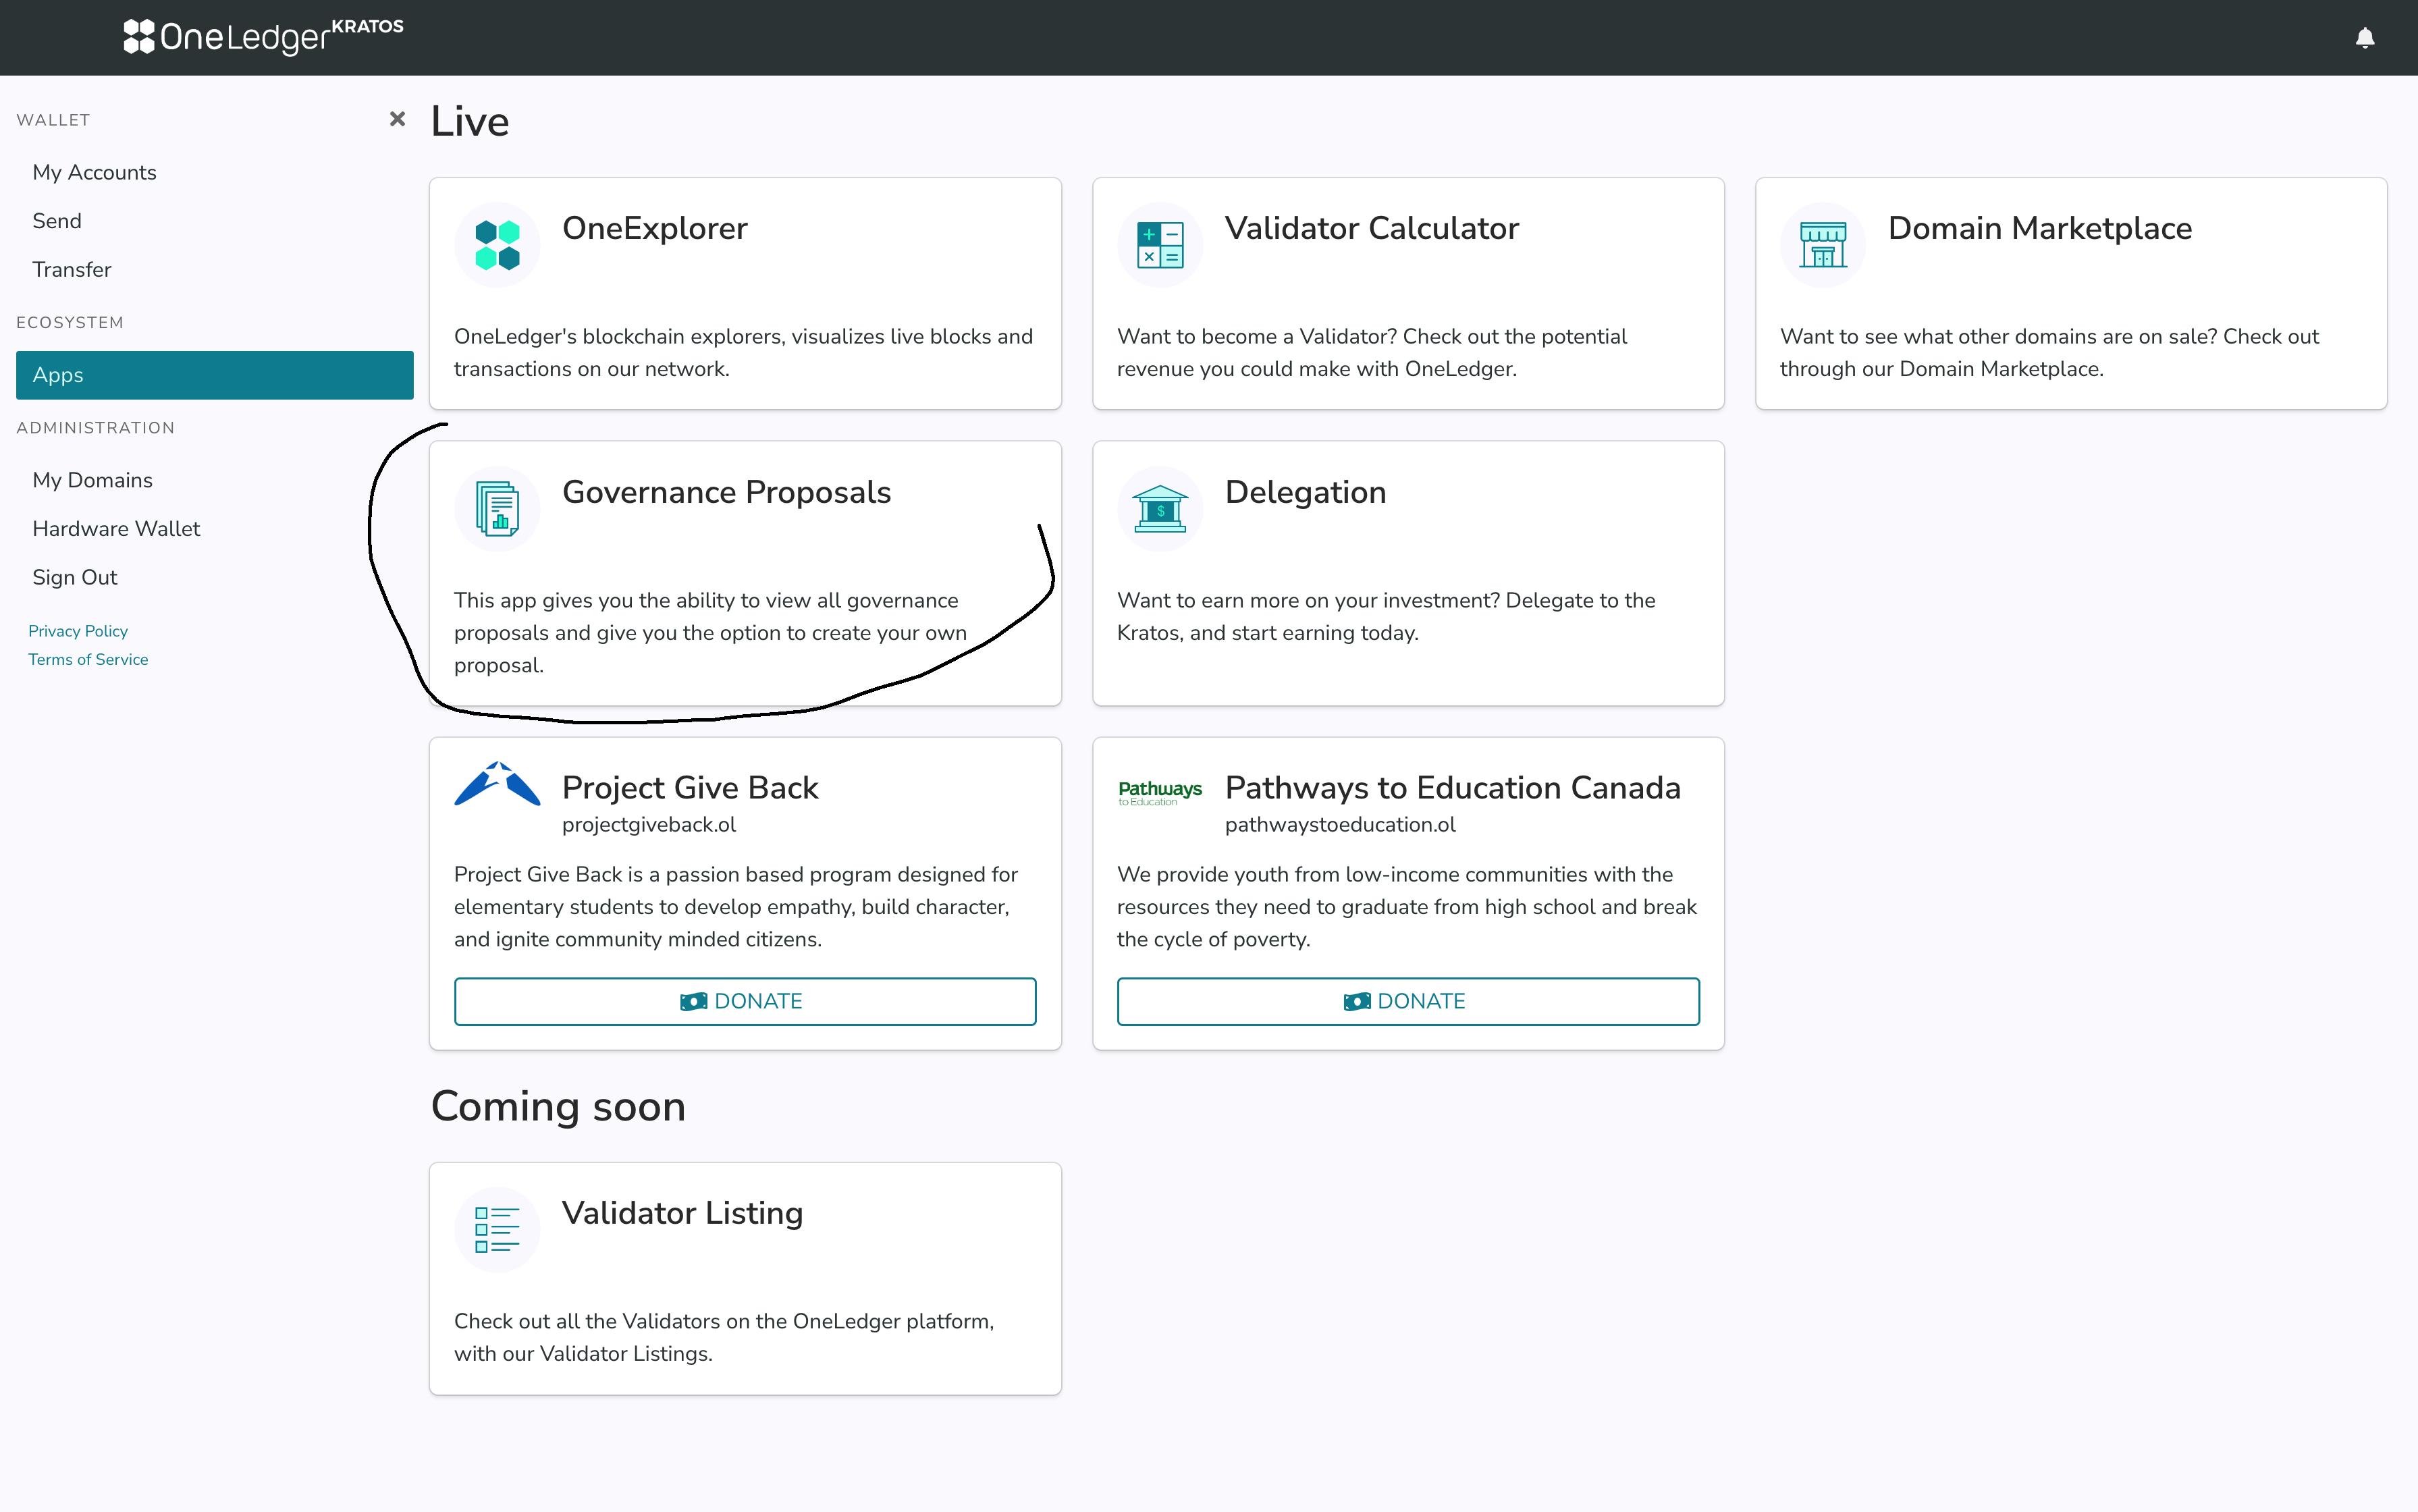 OneLedger KRATOS
WALLET
My Accounts
Send
Transfer
ECOSYSTEM
Apps
ADMINISTRATION
My Domains
Hardware Wallet
Sign Out
Privacy Policy
Terms of Service
Live
OneExplorer
OneLedger's blockchain explorers, visualizes live blocks and
transactions on our network.
Validator Calculator
Want to become a Validator? Check out the potential
revenue you could make with OneLedger.
Domain Marketplace
Want to see what other domains are on sale? Check out
through our Domain Marketplace.
Governance Proposals
This app gives you the ability to view all governance
proposals and give you the option to create your own
proposal.
Delegation
$
Want to earn more on your investment? Delegate to the
Kratos, and start earning today.
Project Give Back
projectgiveback.ol
Project Give Back is a passion based program designed for
elementary students to develop empathy, build character,
and ignite community minded citizens.
DONATE
Pathways
to Education
Pathways to Education Canada
pathwaystoeducation.ol
We provide youth from low-income communities with the
resources they need to graduate from high school and break
the cycle of poverty.
DONATE
Coming soon
Validator Listing
Check out all the Validators on the OneLedger platform,
with our Validator Listings.